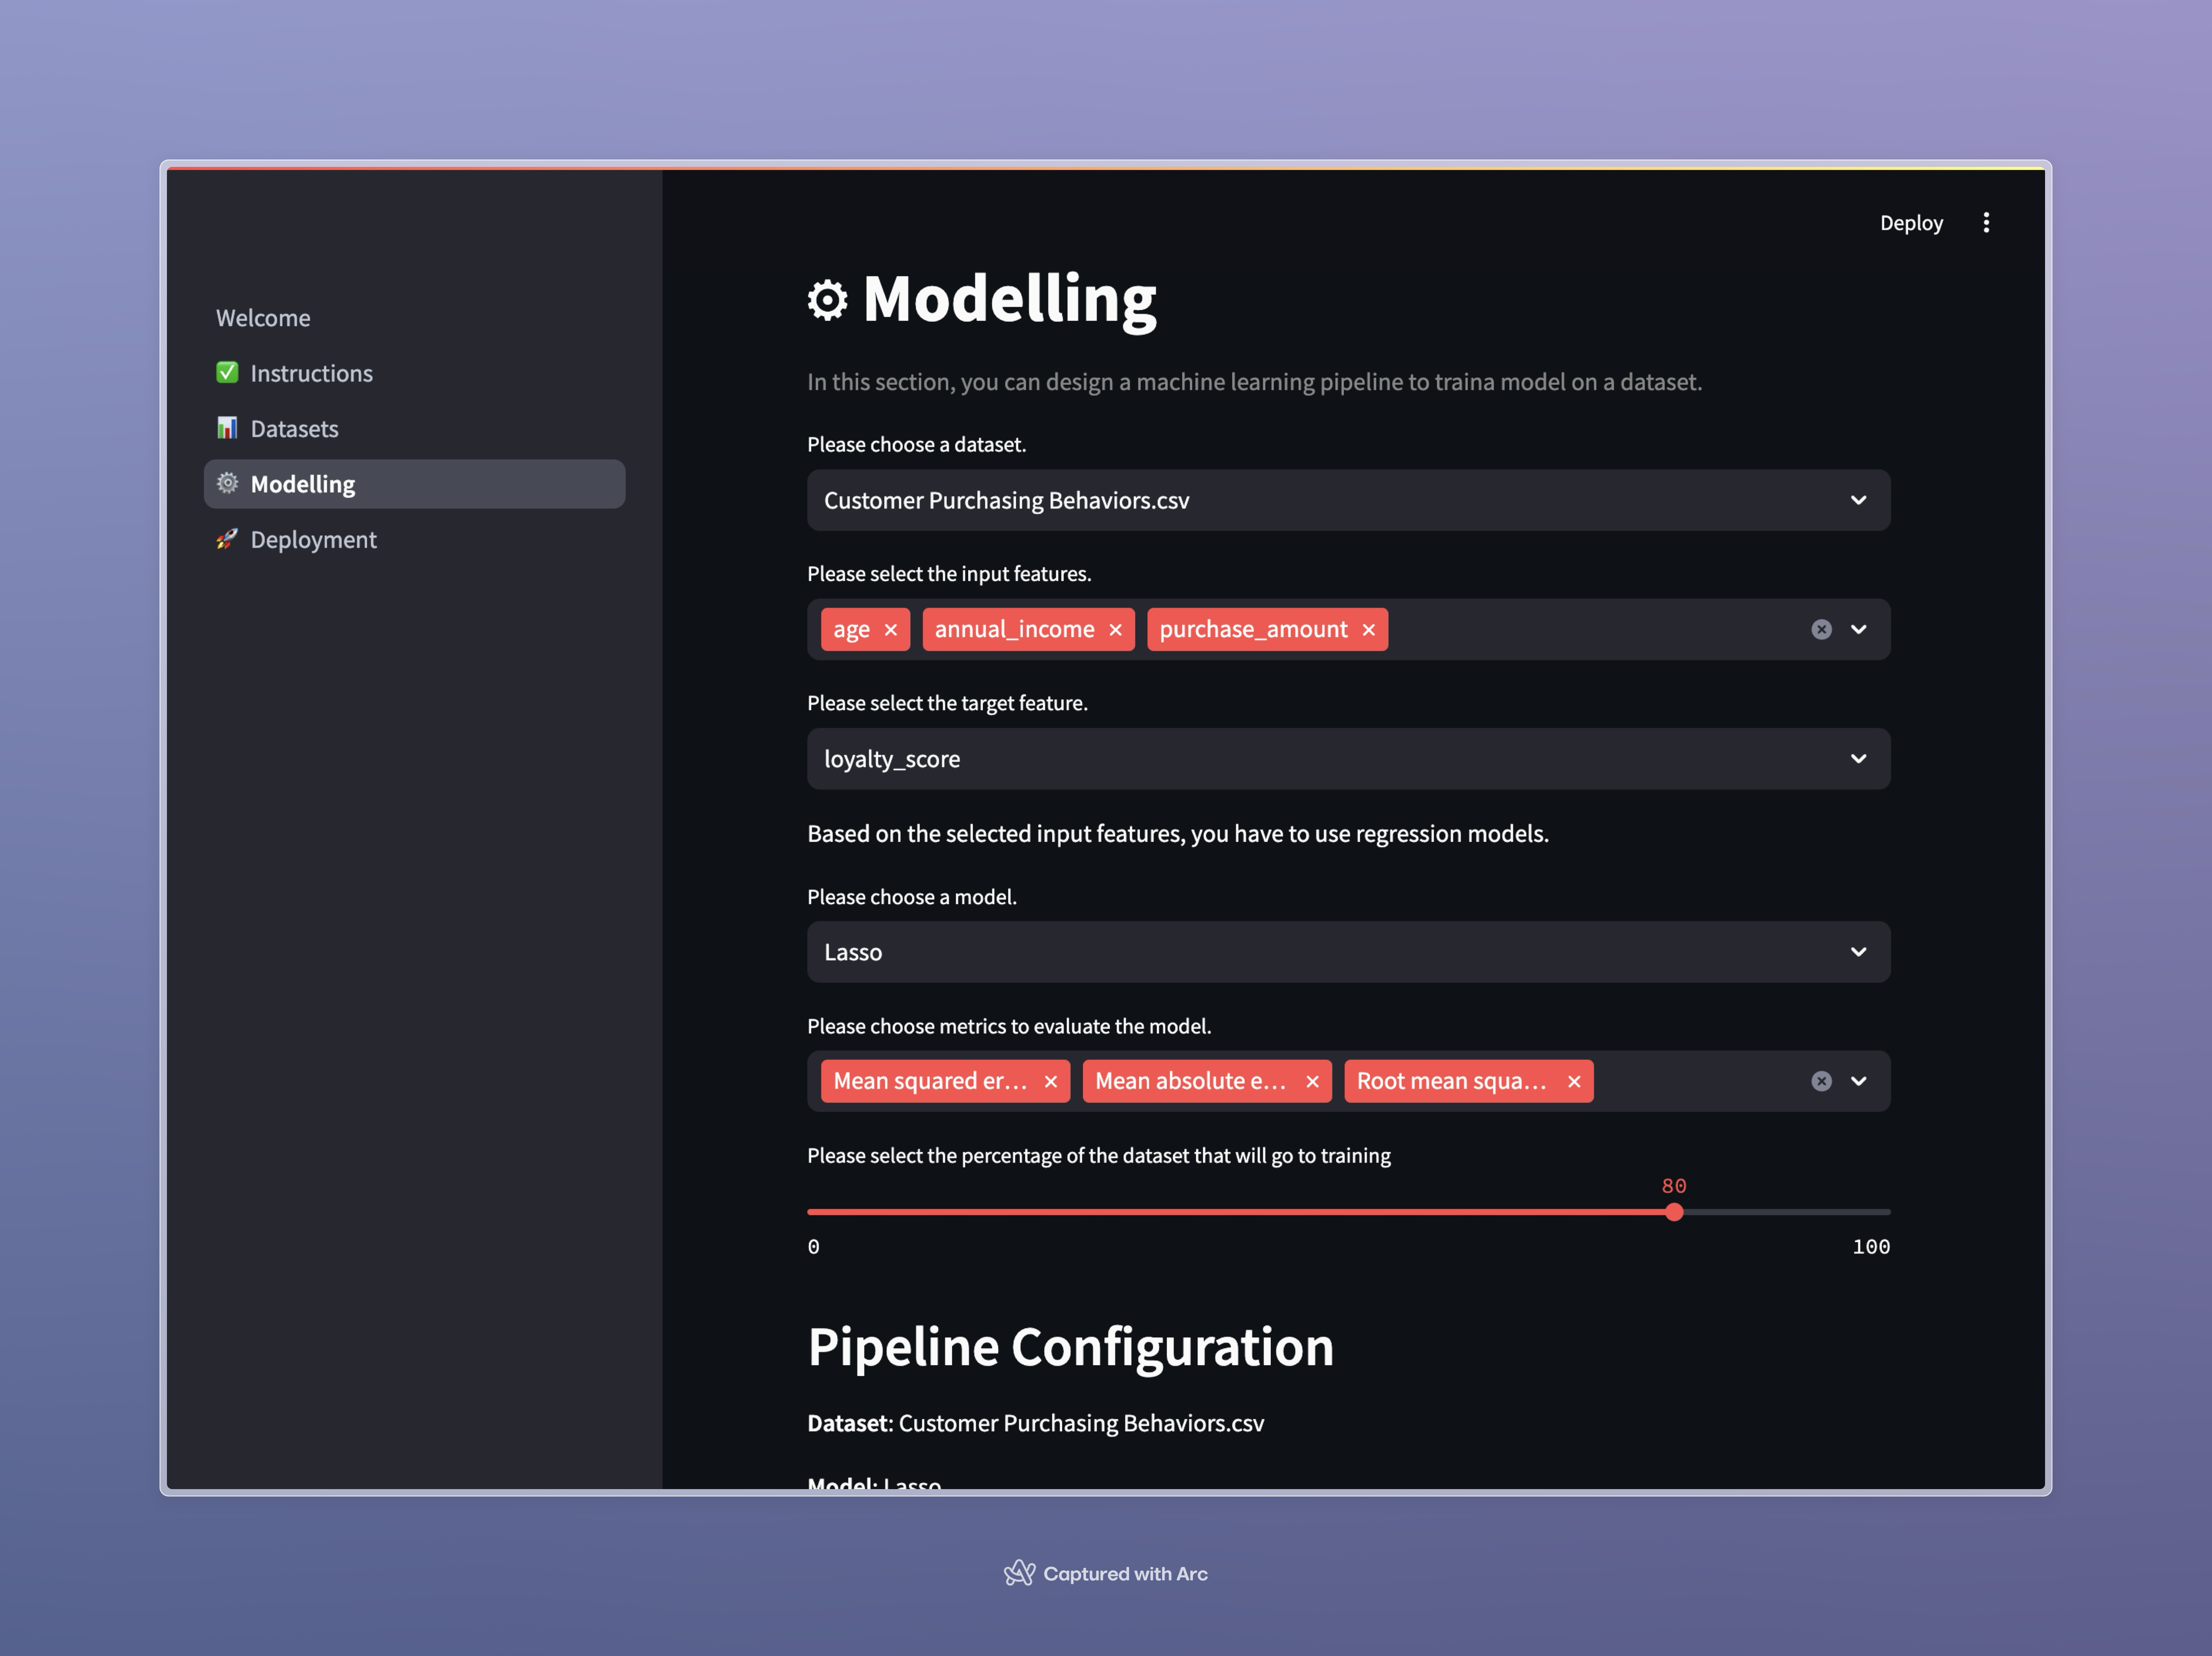 Deploy
Welcome
Instructions
Datasets
Modelling
Deployment
Modelling
In this section, you can design a machine learning pipeline to traina model on a dataset.
Please choose a dataset.
Customer Purchasing Behaviors.csv
Please select the input features.
age annual_income purchase_amount
Please select the target feature.
loyalty_score
Based on the selected input features, you have to use regression models.
Please choose a model.
Lasso
Please choose metrics to evaluate the model.
Mean squared er... Mean absolute e... Root mean squa...
Please select the percentage of the dataset that will go to training
80
0 100
Pipeline Configuration
Dataset: Customer Purchasing Behaviors.csv
Model: Lasso
Captured with Arc